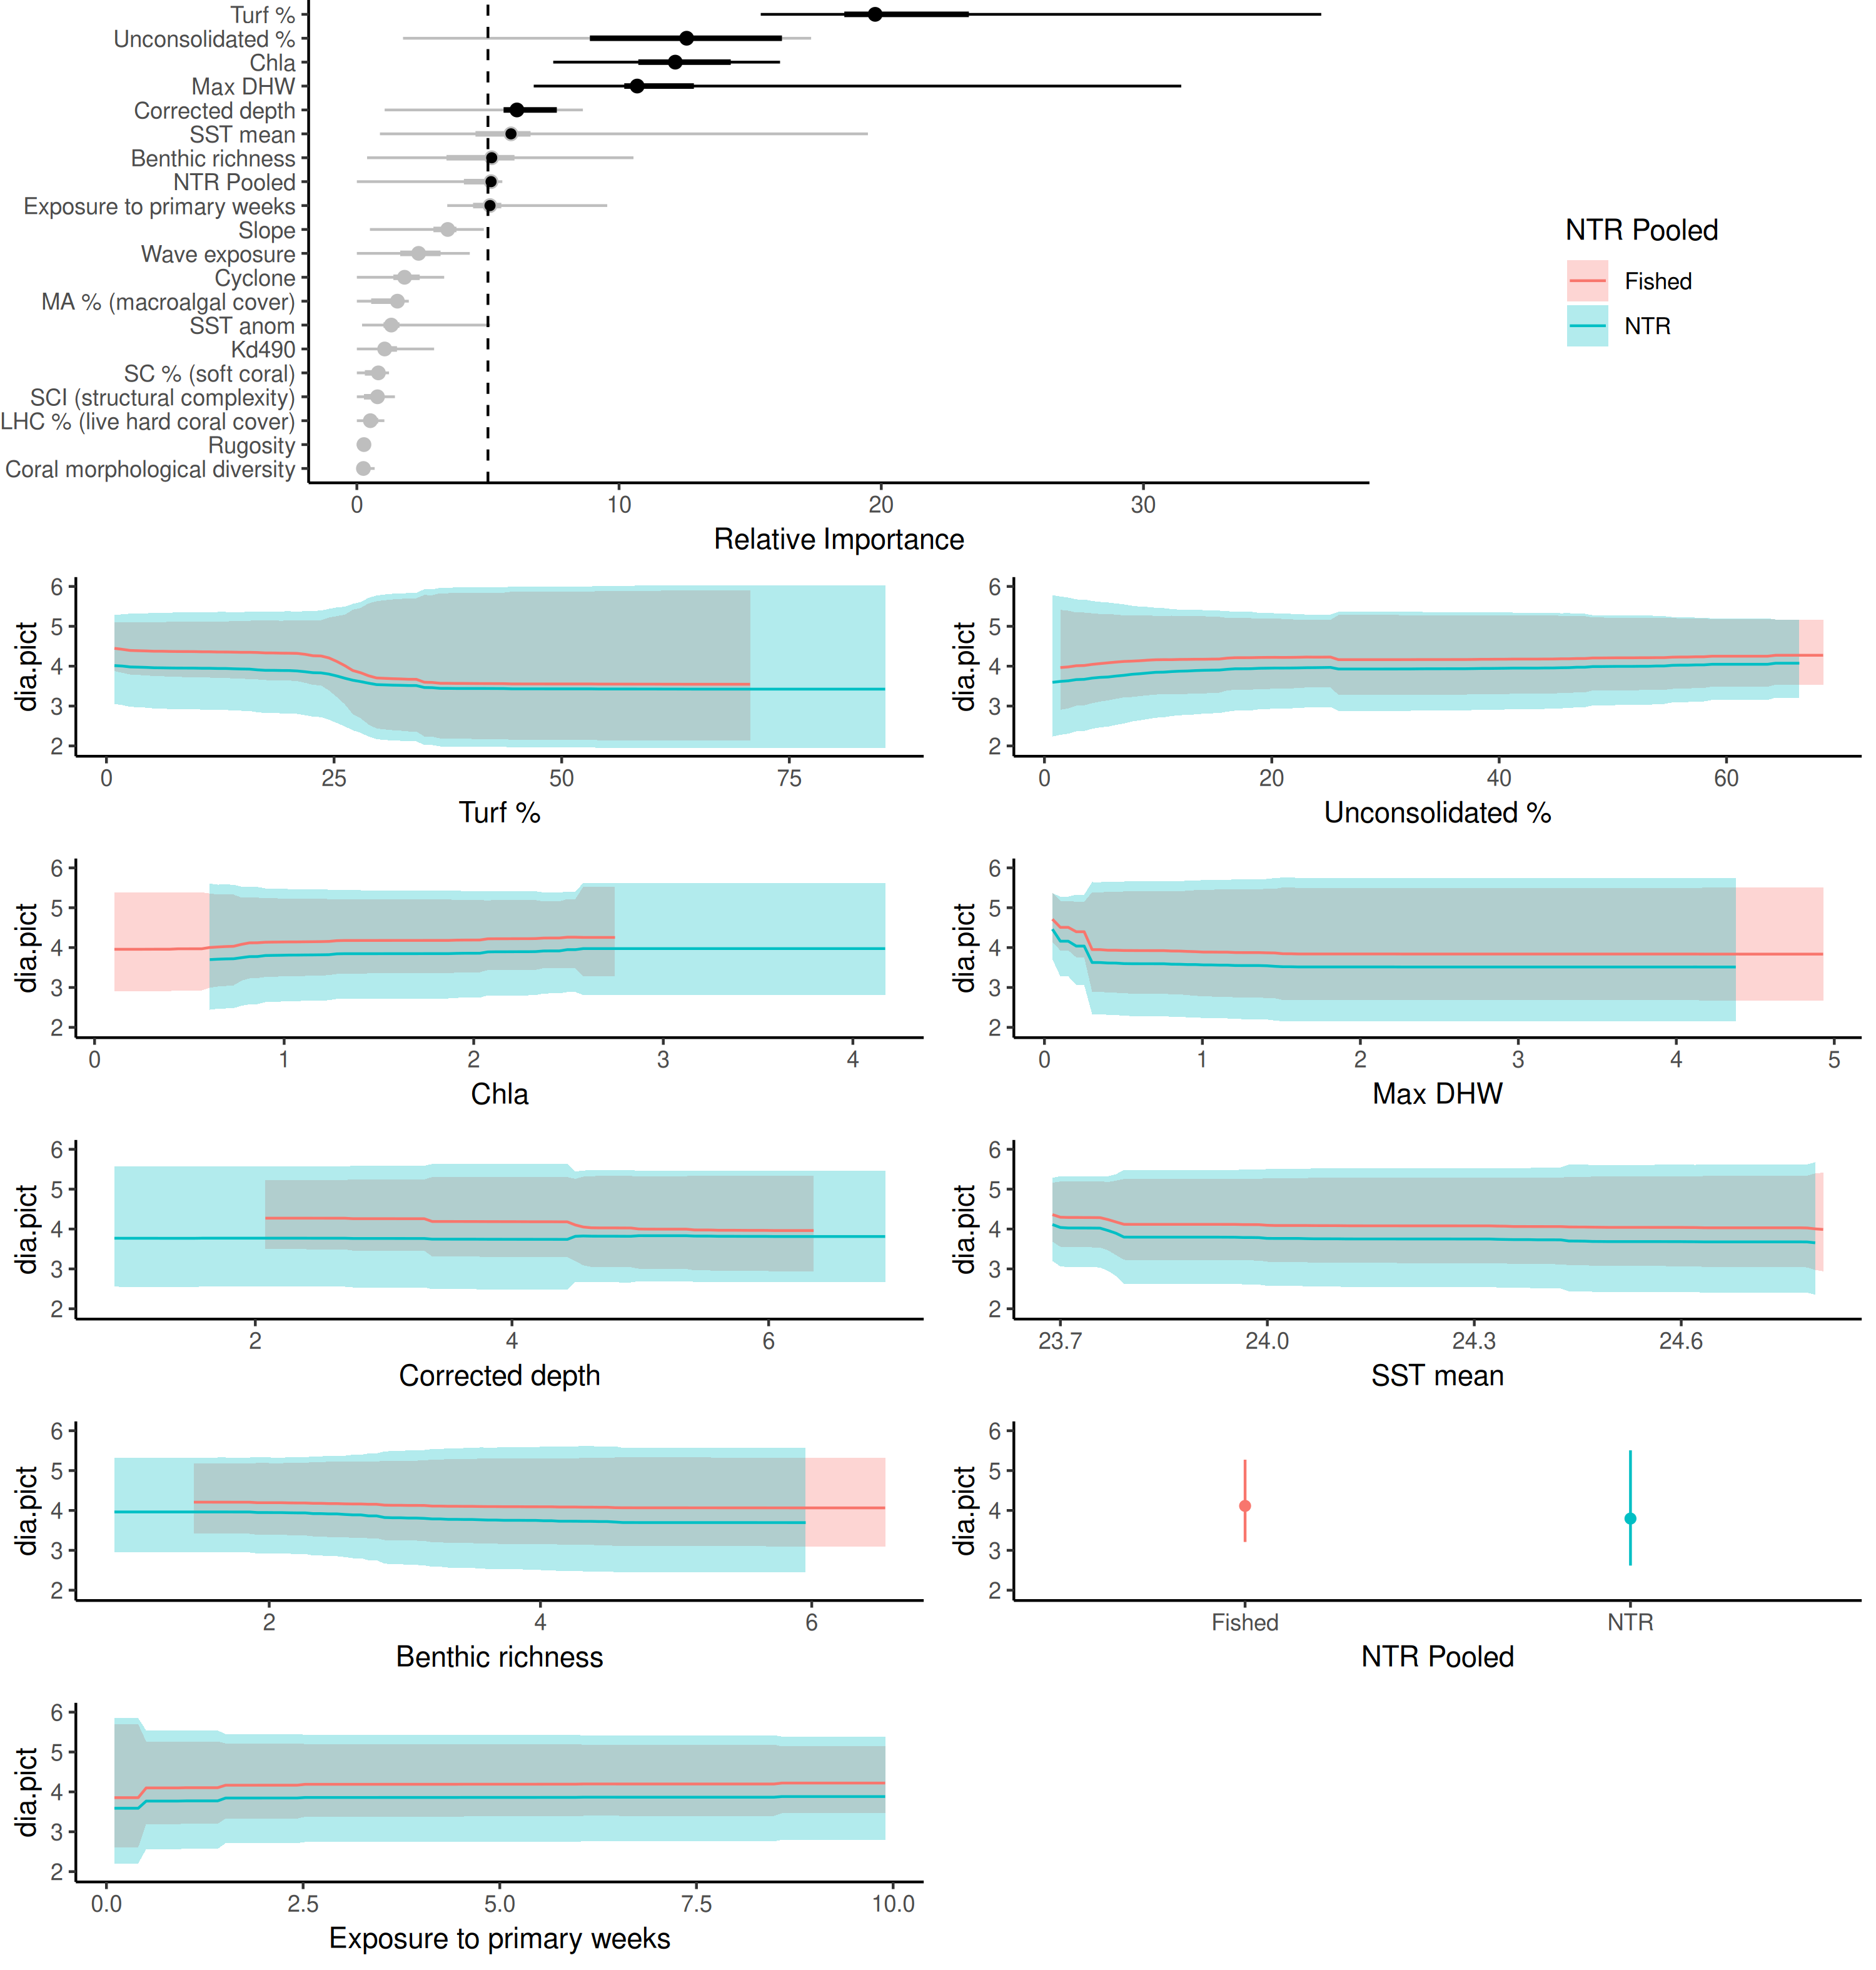 Turf %
Unconsolidated %
Chla
Max DHW
Corrected depth
SST mean
Benthic richness
NTR Pooled
Exposure to primary weeks
Slope
Wave exposure
Cyclone
MA % (macroalgal cover)
SST anom
Kd490
SC % (soft coral)
SCI (structural complexity)
LHC % (live hard coral cover)
Rugosity
Coral morphological diversity
0 10 20 30
Relative Importance
NTR Pooled
Fished
NTR
dia.pict
6
5
4
3
2
0 25 50 75
Turf %
dia.pict
6
5
4
3
2
0 20 40 60
Unconsolidated %
dia.pict
6
5
4
3
2
0 1 2 3 4
Chla
dia.pict
6
5
4
3
2
0 1 2 3 4 5
Max DHW
dia.pict
6
5
4
3
2
2 4 6
Corrected depth
dia.pict
6
5
4
3
2
23.7 24.0 24.3 24.6
SST mean
dia.pict
6
5
4
3
2
2 4 6
Benthic richness
dia.pict
6
5
4
3
2
Fished NTR
NTR Pooled
dia.pict
6
5
4
3
2
0.0 2.5 5.0 7.5 10.0
Exposure to primary weeks